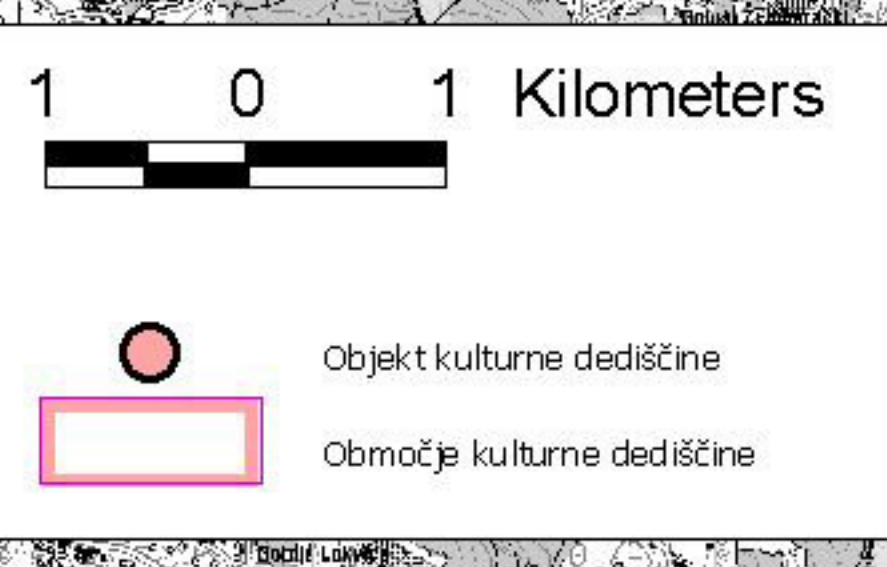 1 0 1 Kilometers
Objekt kulturne dediščine
Območje kulturne dediščine